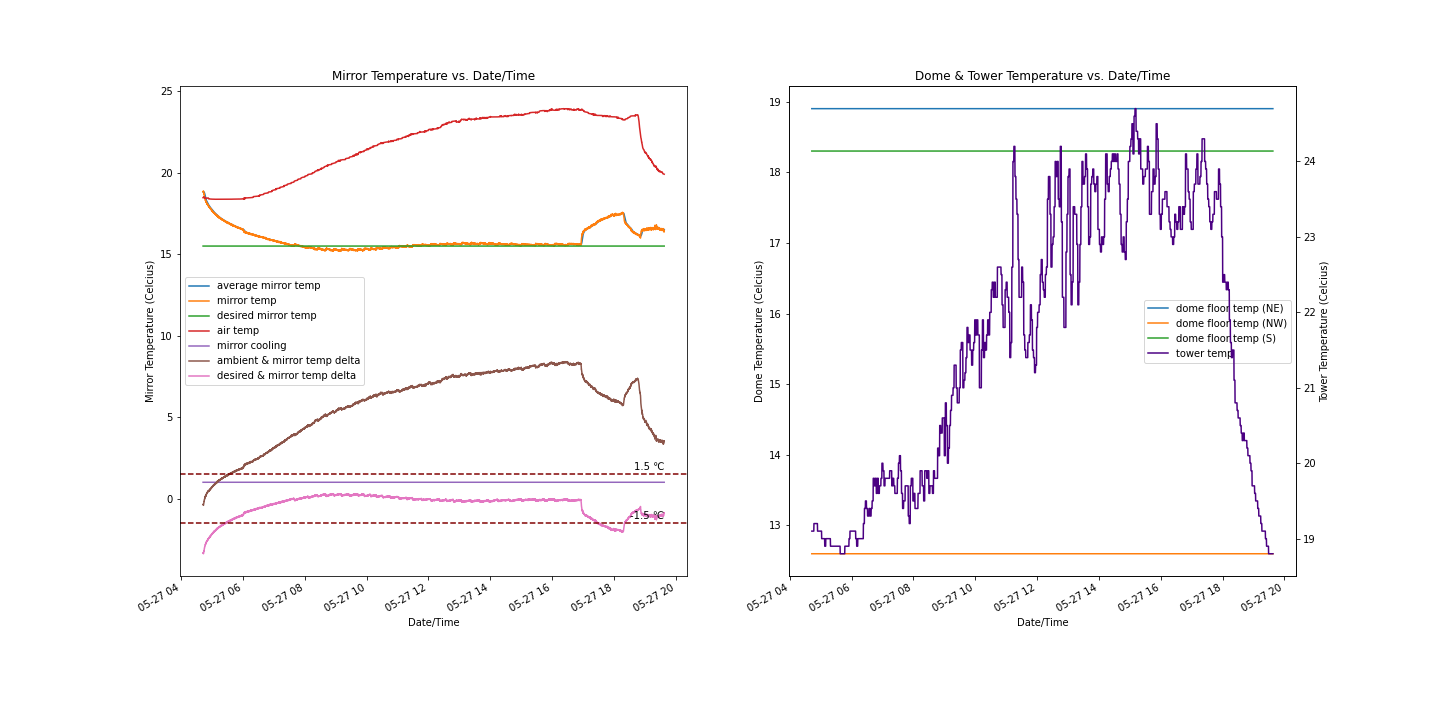 Mirror Temperature vs. Date/Time
25
20
15
10
5
0
Mirror Temperature (Celcius)
average mirror temp
mirror temp
desired mirror temp
air temp
mirror cooling
ambient & mirror temp delta
desired & mirror temp delta
1.5 °C
-1.5 °C
05-27 04
05-27 06
05-27 08
05-27 10
05-27 12
05-27 14
05-27 16
05-27 18
05-27 20
Date/Time
Dome & Tower Temperature vs. Date/Time
19
18
17
16
15
14
13
Dome Temperature (Celcius)
dome floor temp (NE)
dome floor temp (NW)
dome floor temp (S)
tower temp
24
23
22
21
20
19
Tower Temperature (Celcius)
05-27 04
05-27 06
05-27 08
05-27 10
05-27 12
05-27 14
05-27 16
05-27 18
05-27 20
Date/Time